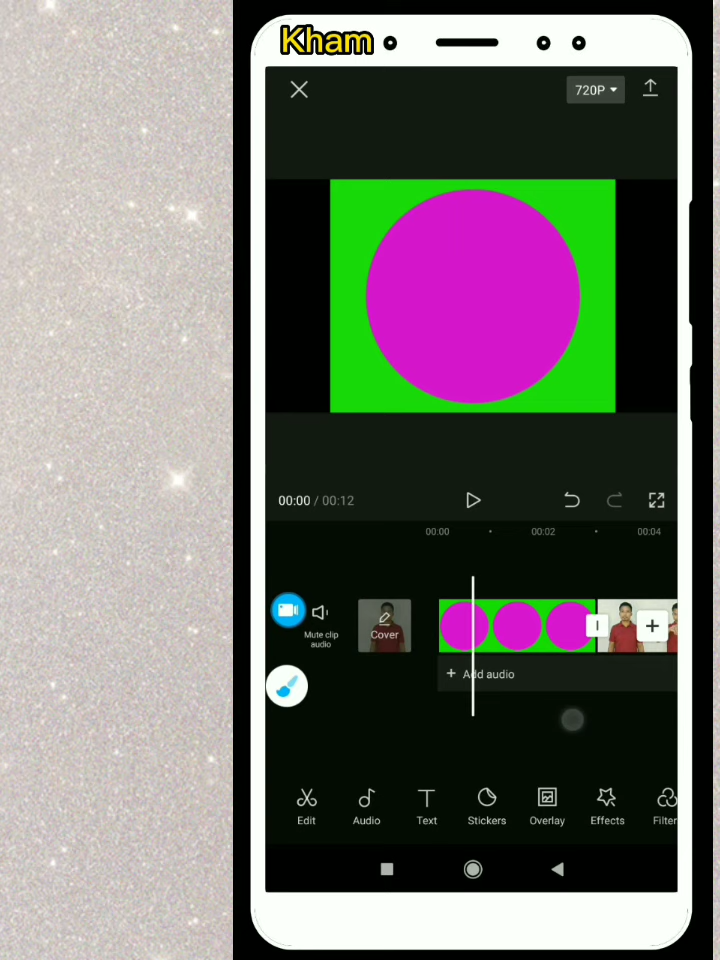 Kham
720P
00:00 / 00:12
00:00
00:02
00:04
Mute clip
audio
Cover
+ Add audio
Edit
Audio
Text
Stickers
Overlay
Effects
Filter